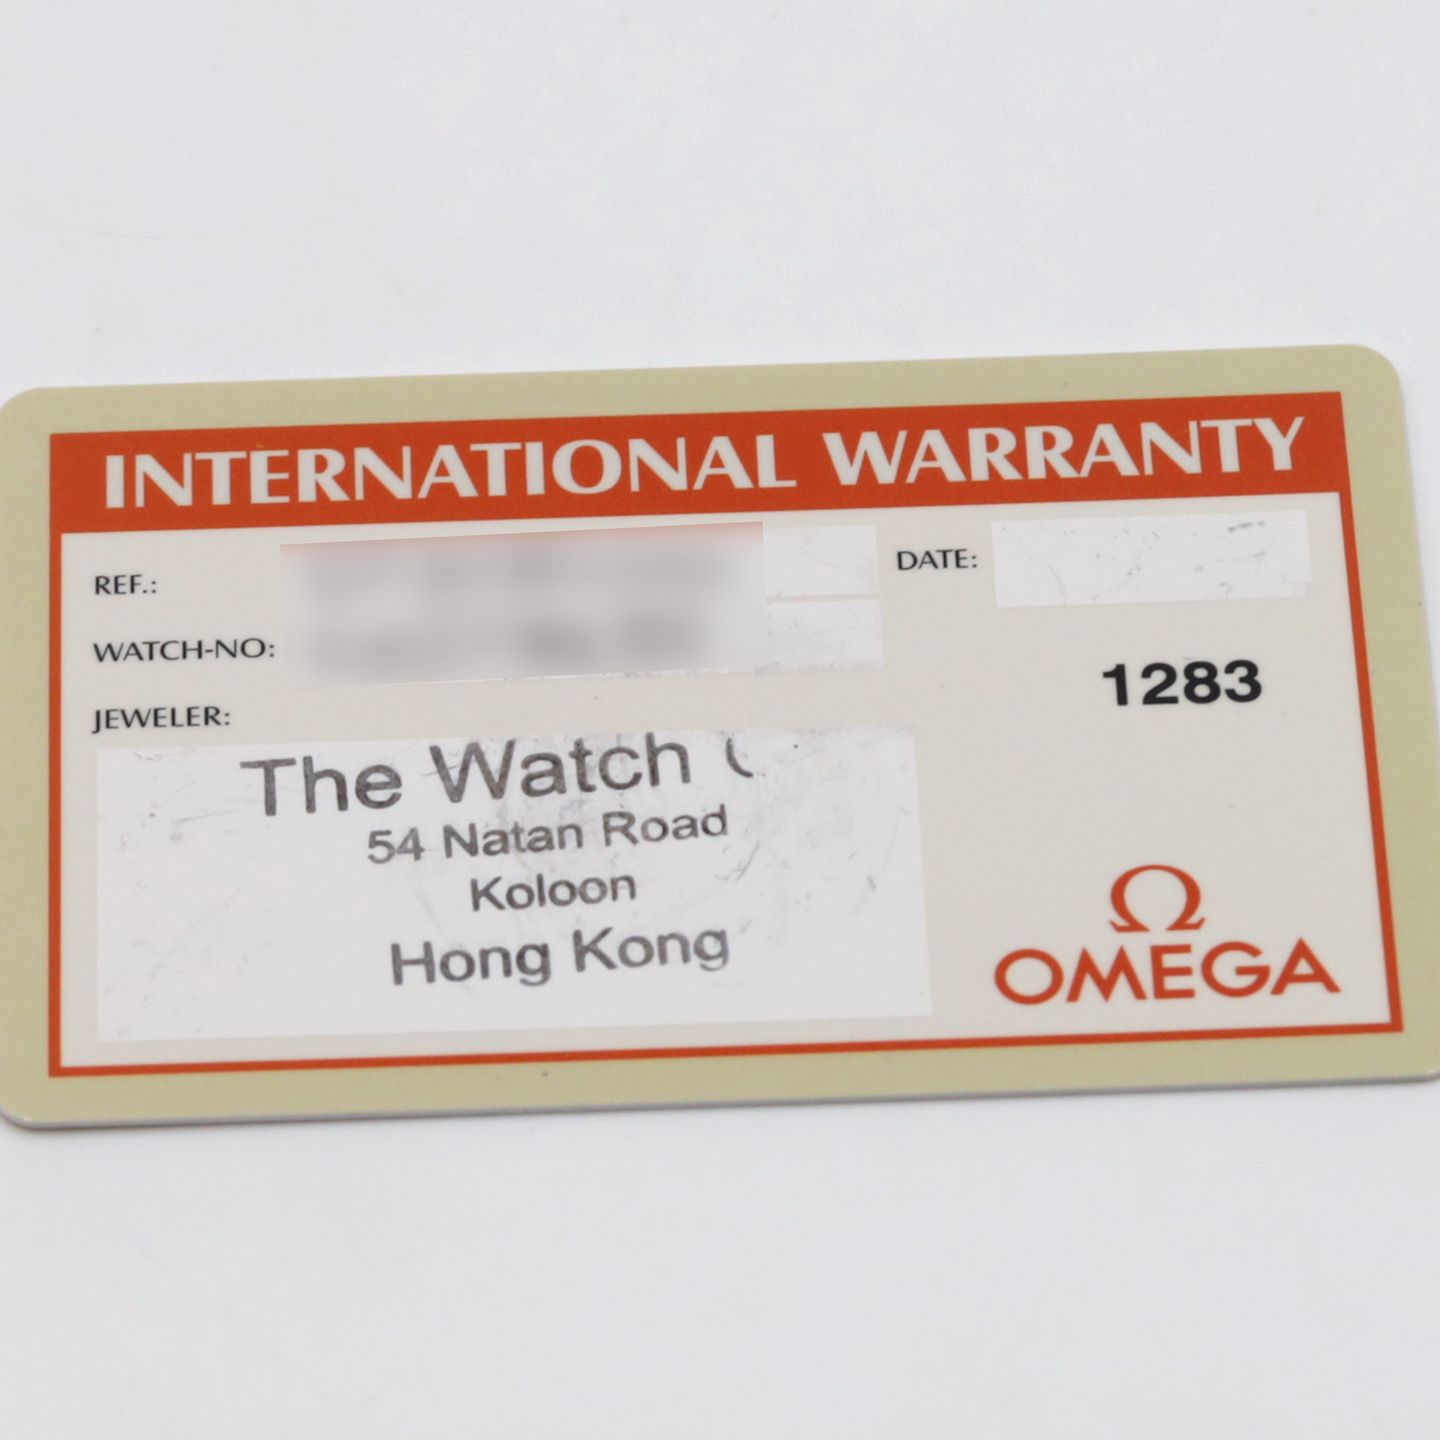 INTERNATIONAL WARRANTY
REF.:
DATE:
WATCH-NO:
1283
JEWELER:
The Watch
54 Natan Road
Koloon
Hong Kong
Ω
OMEGA